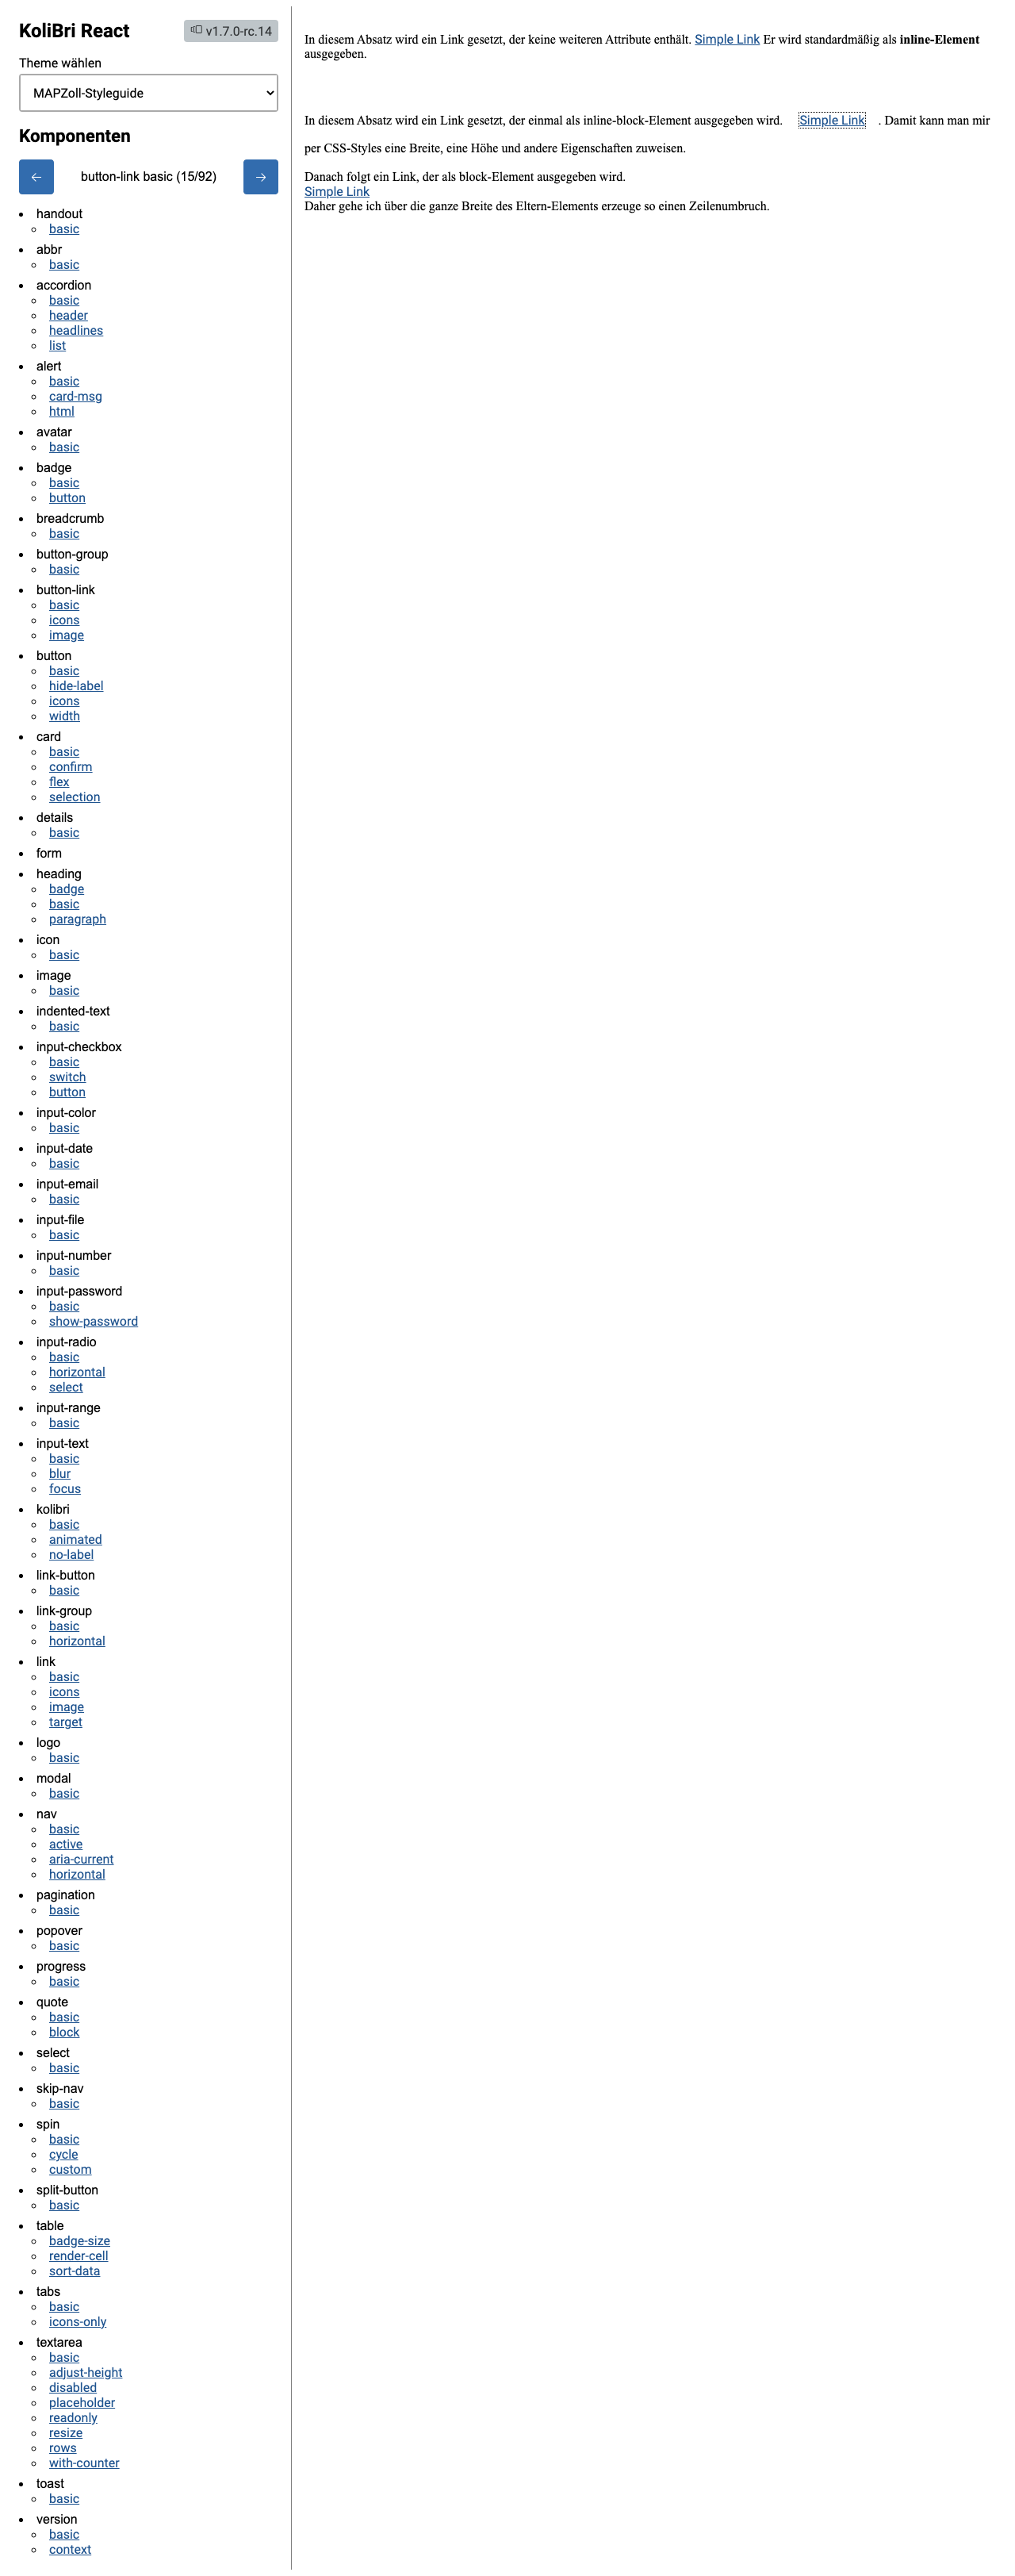 KoliBri React
v1.7.0-rc.14
Theme wählen
MAPZoll-Styleguide
Komponenten
← button-link basic (15/92) →
handout
basic
abbr
basic
accordion
basic
header
headlines
list
alert
basic
card-msg
html
avatar
basic
badge
basic
button
breadcrumb
basic
button-group
basic
button-link
basic
icons
image
button
basic
hide-label
icons
width
card
basic
confirm
flex
selection
details
basic
form
heading
badge
basic
paragraph
icon
basic
image
basic
indented-text
basic
input-checkbox
basic
switch
button
input-color
basic
input-date
basic
input-email
basic
input-file
basic
input-number
basic
input-password
basic
show-password
input-radio
basic
horizontal
select
input-range
basic
input-text
basic
blur
focus
kolibri
basic
animated
no-label
link-button
basic
link-group
basic
horizontal
link
basic
icons
image
target
logo
basic
modal
basic
nav
basic
active
aria-current
horizontal
pagination
basic
popover
basic
progress
basic
quote
basic
block
select
basic
skip-nav
basic
spin
basic
cycle
custom
split-button
basic
table
badge-size
render-cell
sort-data
tabs
basic
icons-only
textarea
basic
adjust-height
disabled
placeholder
readonly
resize
rows
with-counter
toast
basic
version
basic
context
In diesem Absatz wird ein Link gesetzt, der keine weiteren Attribute enthält. Simple Link Er wird standardmäßig als inline-Element
ausgegeben.
In diesem Absatz wird ein Link gesetzt, der einmal als inline-block-Element ausgegeben wird. Simple Link . Damit kann man mir
per CSS-Styles eine Breite, eine Höhe und andere Eigenschaften zuweisen.
Danach folgt ein Link, der als block-Element ausgegeben wird.
Simple Link
Daher gehe ich über die ganze Breite des Eltern-Elements erzeuge so einen Zeilenumbruch.